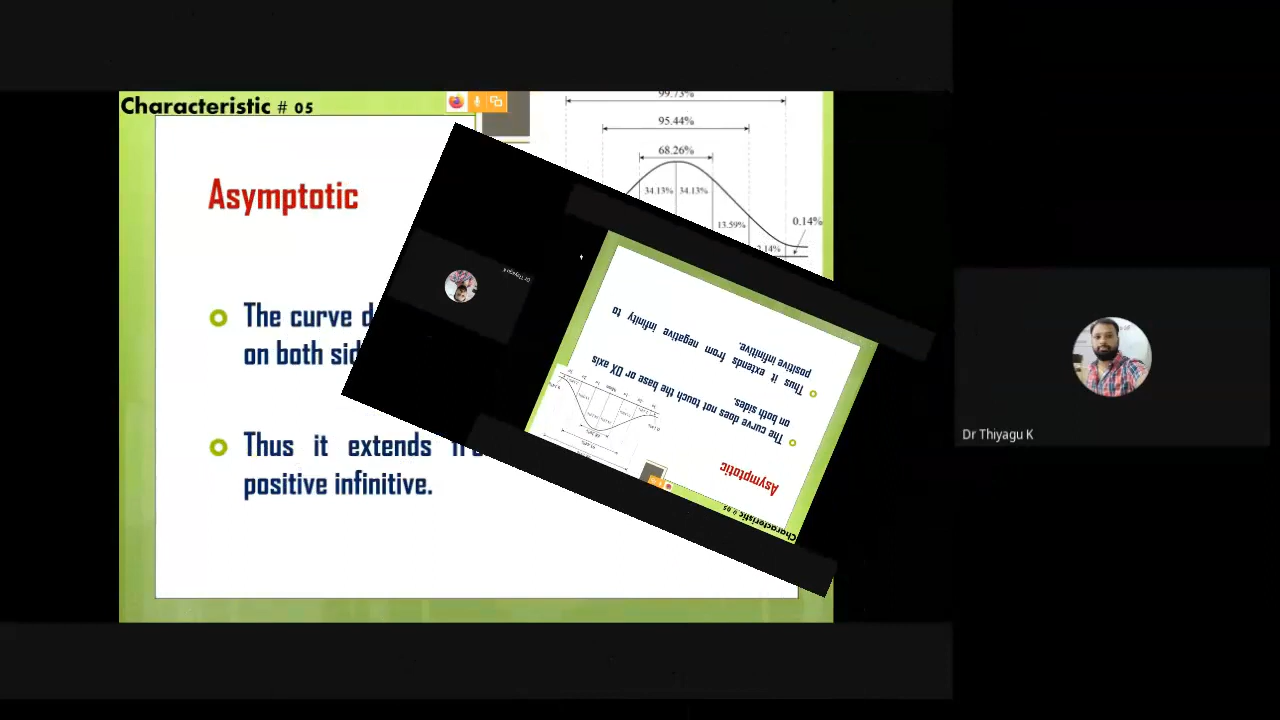 Characteristic # 05
99.73%
95.44%
68.26%
34.13% 34.13%
13.59%
0.14%
2.14%
Asymptotic
The curve
on both
Thus it extends
positive infinitive.
Dr Thiyagu K
Dr Thiyagu K
Characteristic # 05
Asymptotic
The curve does not touch the base or OX axis
on both sides.
Thus it extends from negative infinity to
positive infinitive.